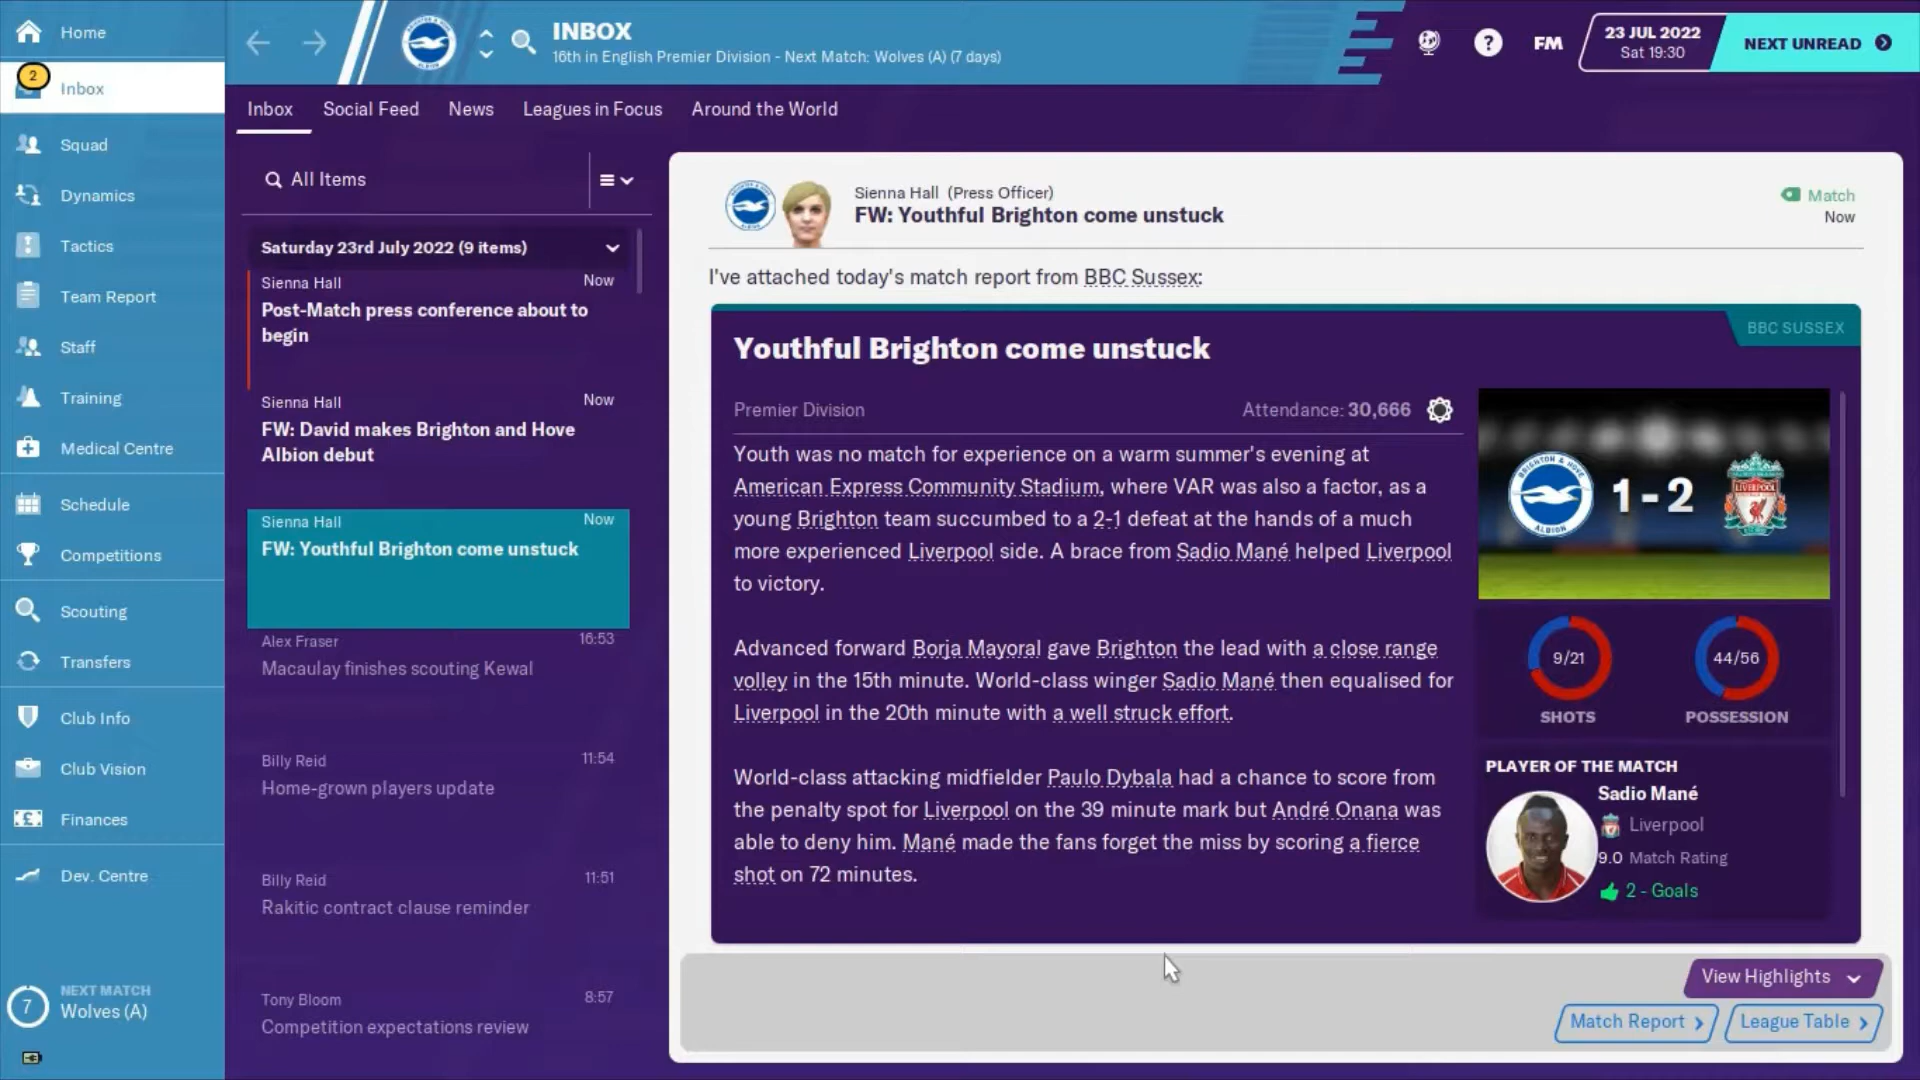 Home
2
Inbox
Squad
Dynamics
Tactics
Team Report
Staff
Training
Medical Centre
Schedule
Competitions
Scouting
Transfers
Club Info
Club Vision
Finances
Dev. Centre
7
NEXT MATCH
Wolves (A)
INBOX
16th in English Premier Division - Next Match: Wolves (A) (7 days)
?
FM
23 JUL 2022
Sat 19:30
NEXT UNREAD
Inbox
Social Feed
News
Leagues in Focus
Around the World
All Items
Saturday 23rd July 2022 (9 items)
Sienna Hall
Now
Post-Match press conference about to
begin
Sienna Hall
Now
FW: David makes Brighton and Hove
Albion debut
Sienna Hall
Now
FW: Youthful Brighton come unstuck
Alex Fraser
16:53
Macaulay finishes scouting Kewal
Billy Reid
11:54
Home-grown players update
Billy Reid
11:51
Rakitic contract clause reminder
Tony Bloom
8:57
Competition expectations review
Sienna Hall (Press Officer)
FW: Youthful Brighton come unstuck
Match
Now
I've attached today's match report from BBC Sussex:
BBC SUSSEX
Youthful Brighton come unstuck
Premier Division
Attendance: 30,666
Youth was no match for experience on a warm summer's evening at
American Express Community Stadium, where VAR was also a factor, as a
young Brighton team succumbed to a 2-1 defeat at the hands of a much
more experienced Liverpool side. A brace from Sadio Mané helped Liverpool
to victory.
Advanced forward Borja Mayoral gave Brighton the lead with a close range
volley in the 15th minute. World-class winger Sadio Mané then equalised for
Liverpool in the 20th minute with a well struck effort.
World-class attacking midfielder Paulo Dybala had a chance to score from
the penalty spot for Liverpool on the 39 minute mark but André Onana was
able to deny him. Mané made the fans forget the miss by scoring a fierce
shot on 72 minutes.
BRIGHTON & HOVE
ALBION
1 - 2
LIVERPOOL
9/21
SHOTS
44/56
POSSESSION
PLAYER OF THE MATCH
Sadio Mané
Liverpool
9.0 Match Rating
2 - Goals
View Highlights
Match Report
League Table